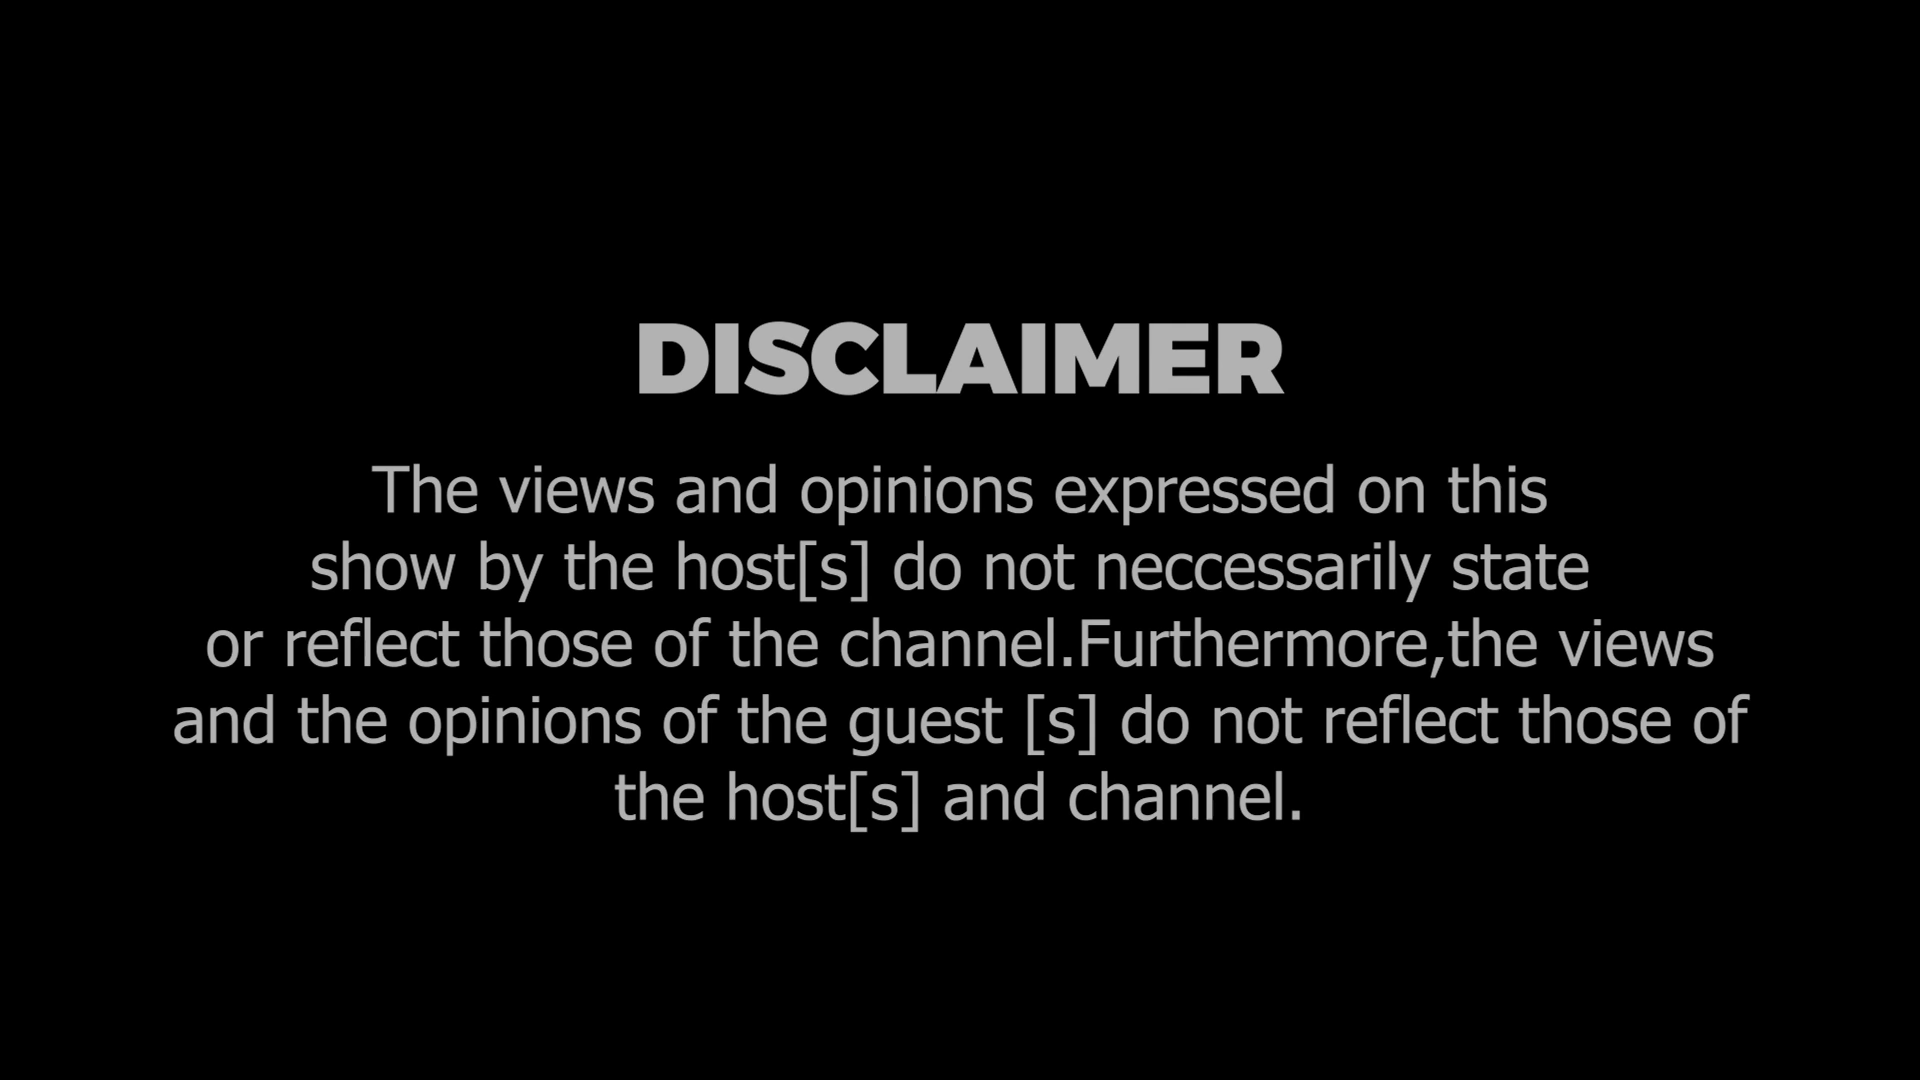 DISCLAIMER
The views and opinions expressed on this
show by the host[s] do not neccessarily state
or reflect those of the channel.Furthermore,the views
and the opinions of the guest [s] do not reflect those of
the host[s] and channel.